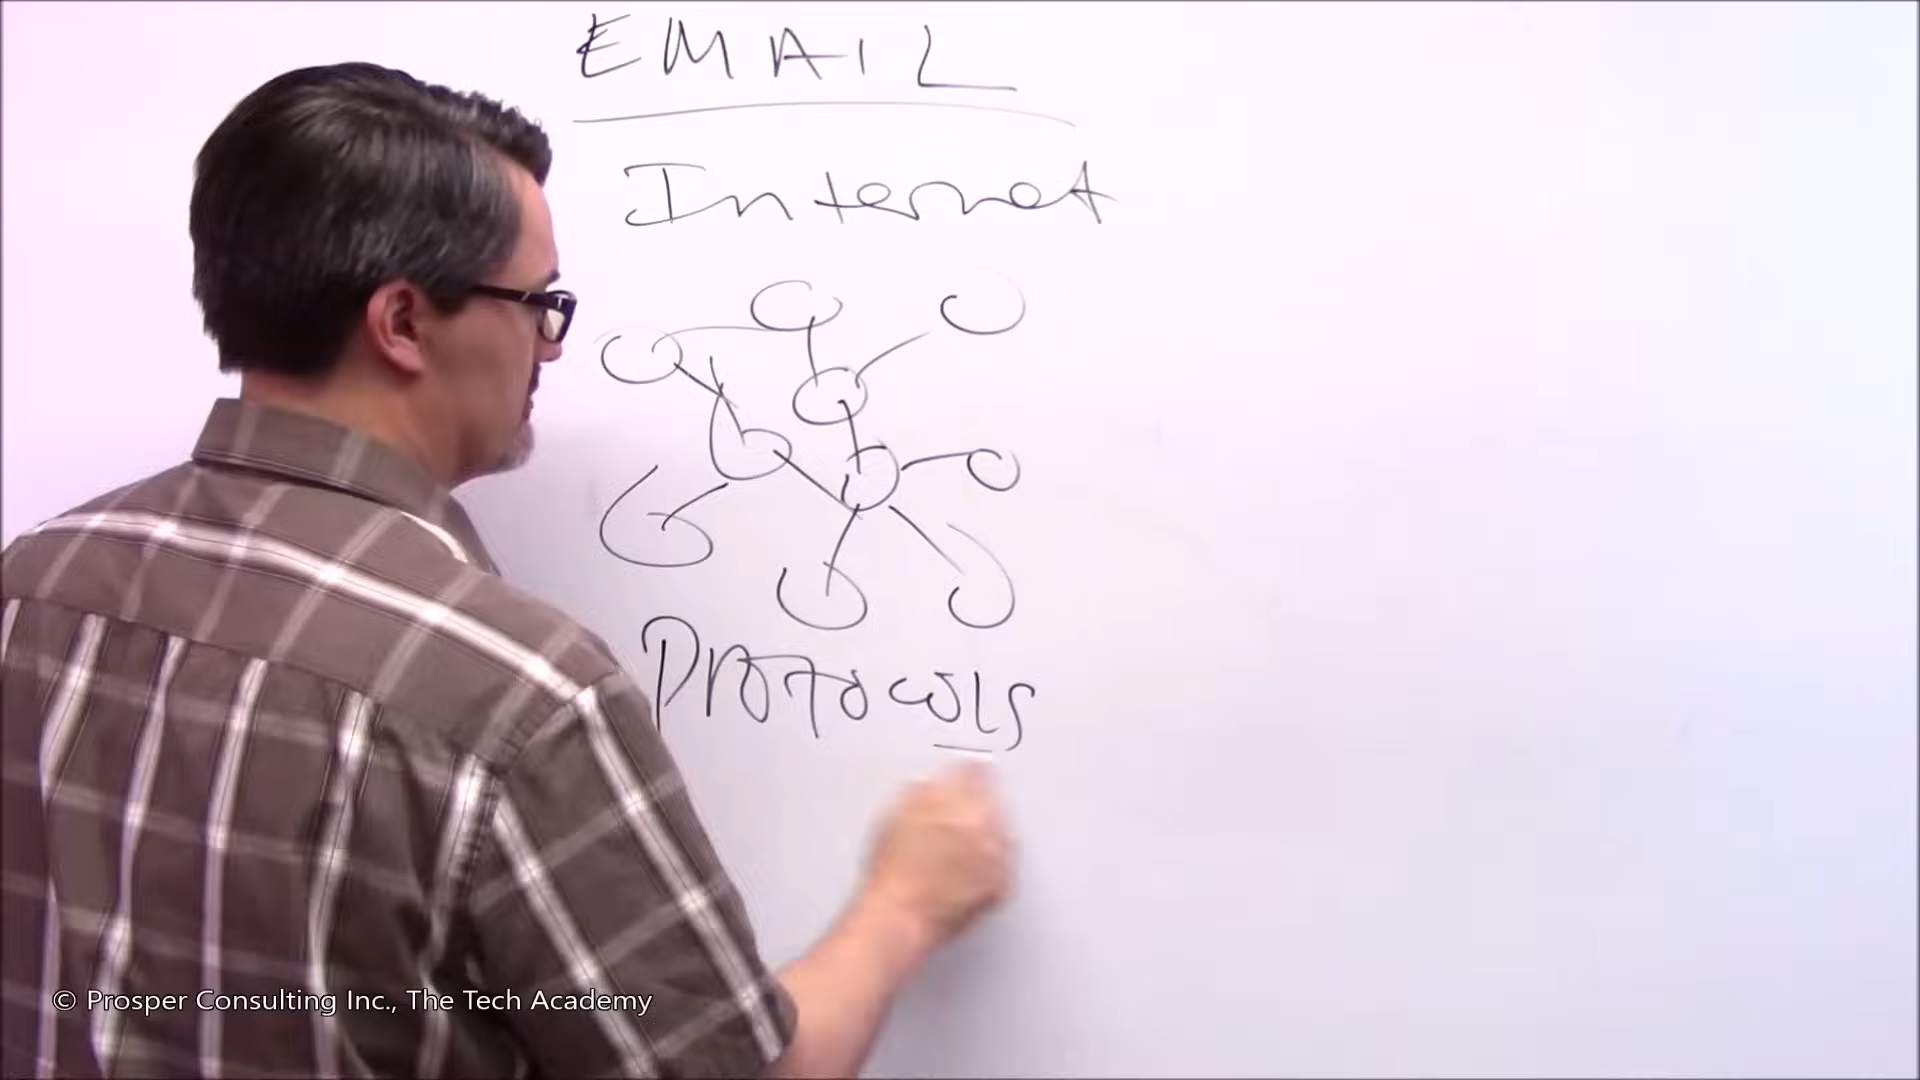 EMAIL
Internet
Protocols
© Prosper Consulting Inc., The Tech Academy